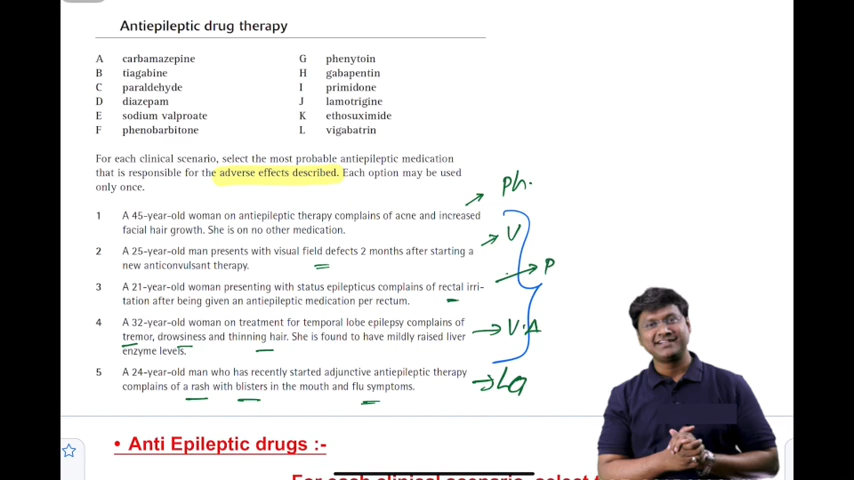 Antiepileptic drug therapy
A carbamazepine
B tiagabine
C paraldehyde
D diazepam
E sodium valproate
F phenobarbitone
G phenytoin
H gabapentin
I primidone
J lamotrigine
K ethosuximide
L vigabatrin
For each clinical scenario, select the most probable antiepileptic medication
that is responsible for the adverse effects described. Each option may be used
only once.
Ph.
1 A 45-year-old woman on antiepileptic therapy complains of acne and increased
facial hair growth. She is on no other medication.
V
2 A 25-year-old man presents with visual field defects 2 months after starting a
new anticonvulsant therapy.
P
3 A 21-year-old woman presenting with status epilepticus complains of rectal irri-
tation after being given an antiepileptic medication per rectum.
4 A 32-year-old woman on treatment for temporal lobe epilepsy complains of
tremor, drowsiness and thinning hair. She is found to have mildly raised liver
enzyme levels.
V.A
5 A 24-year-old man who has recently started adjunctive antiepileptic therapy
complains of a rash with blisters in the mouth and flu symptoms.
La
• Anti Epileptic drugs :-
For each clinical scenario, select t